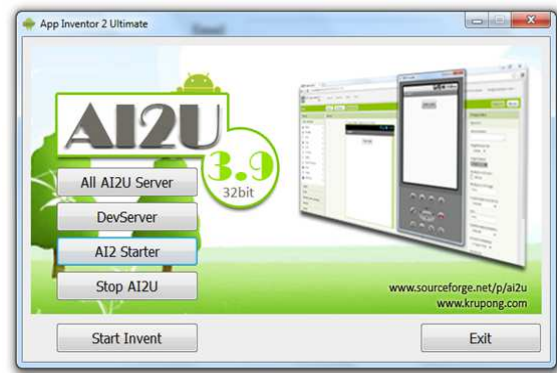 App Inventor 2 Ultimate
AI2U
3.9
32bit
All AI2U Server
DevServer
AI2 Starter
Stop AI2U
www.sourceforge.net/p/ai2u
www.krupong.com
Start Invent
Exit